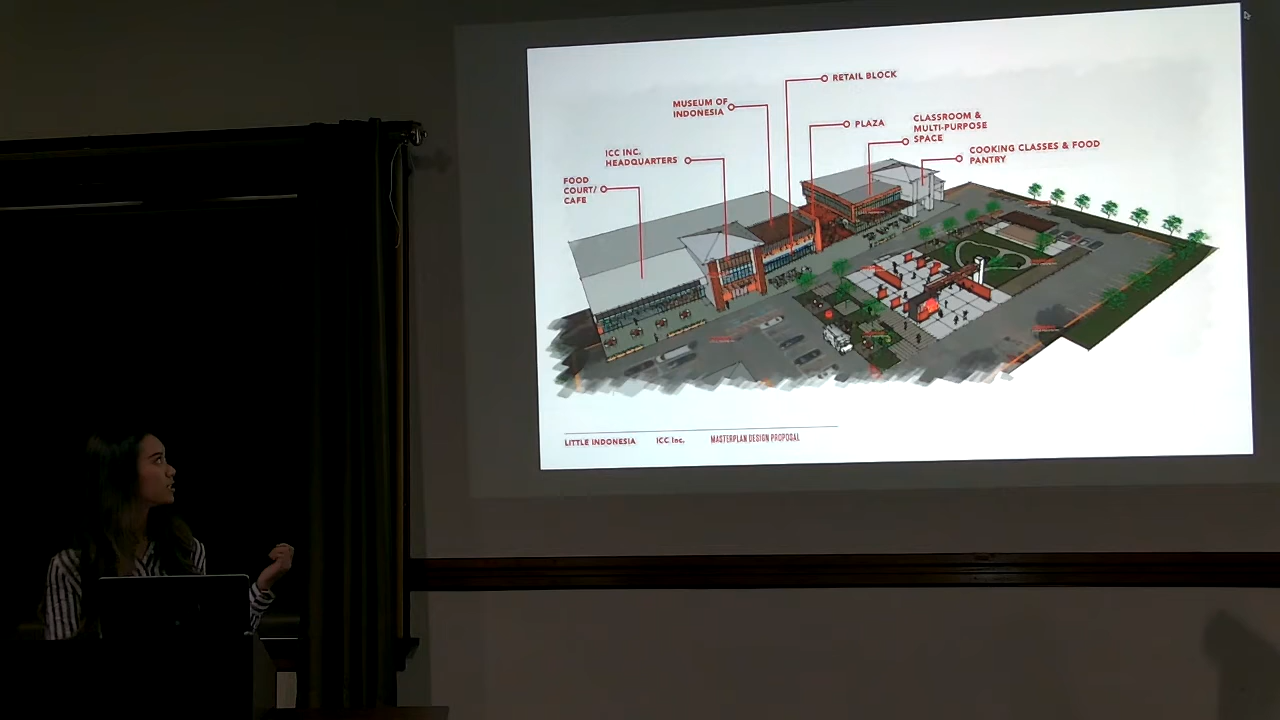 RETAIL BLOCK
MUSEUM OF
INDONESIA
PLAZA
CLASSROOM &
MULTI-PURPOSE
SPACE
COOKING CLASSES & FOOD
PANTRY
ICC INC.
HEADQUARTERS
FOOD
COURT/
CAFE
LITTLE INDONESIA ICC Inc. MASTERPLAN DESIGN PROPOSAL